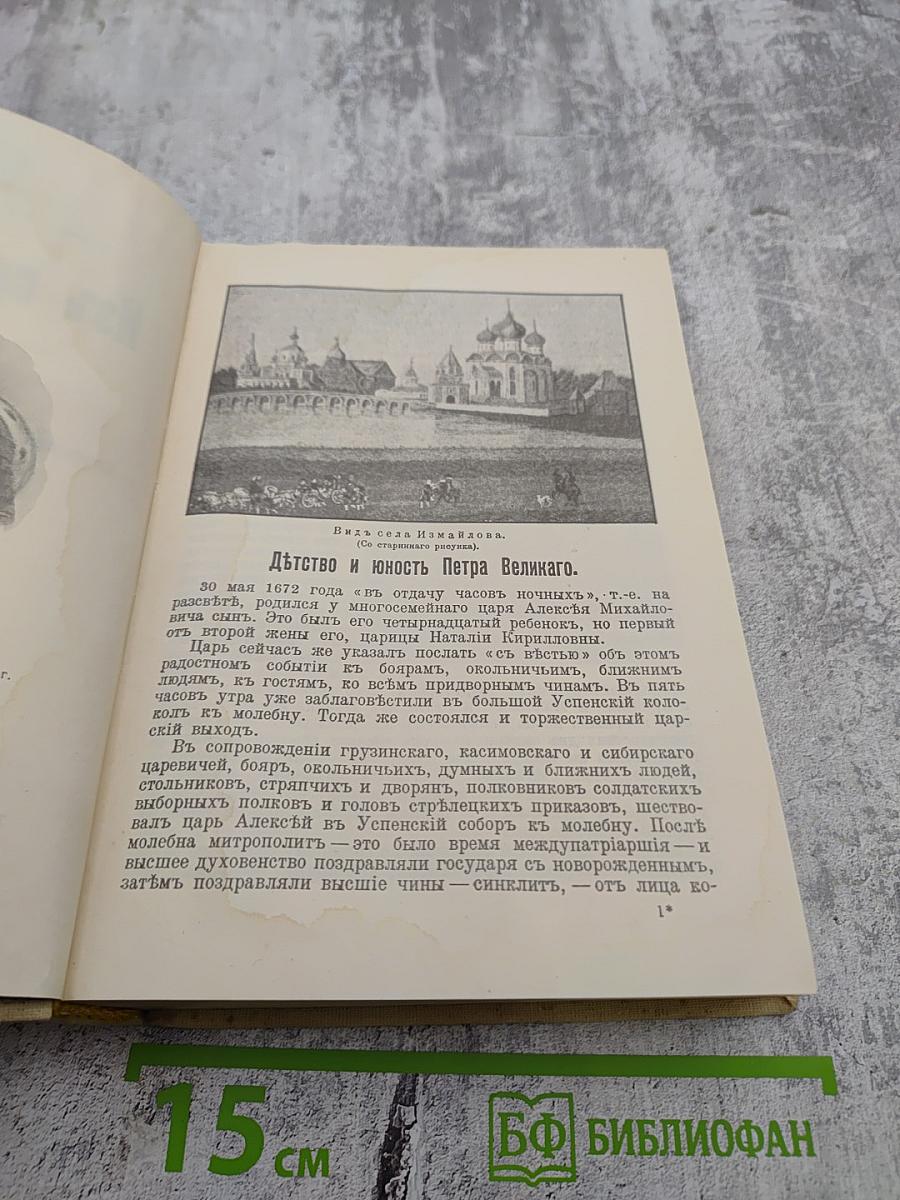 Видъ села Измайлова.
(Со стариннаго рисунка).
Дѣтство и юность Петра Великаго.
30 мая 1672 года «въ отдачу часовъ ночныхъ», т.-е. на
разсвѣтѣ, родился у многосемейнаго царя Алексѣя Михайло-
вича сынъ. Это былъ его четырнадцатый ребенокъ, но первый
отъ второй жены его, царицы Наталіи Кирилловны.
Царь сейчасъ же указалъ послать «съ вѣстью» объ этомъ
радостномъ событіи къ боярамъ, окольничьимъ, ближнимъ
людямъ, къ гостямъ, ко всѣмъ придворнымъ чинамъ. Въ пять
часовъ утра уже заблаговѣстили въ большой Успенскій коло-
колъ къ молебну. Тогда же состоялся и торжественный цар-
скій выходъ.
Въ сопровожденіи грузинскаго, касимовскаго и сибирскаго
царевичей, бояръ, окольничьихъ, думныхъ и ближнихъ людей,
стольниковъ, стряпчихъ и дворянъ, полковниковъ солдатскихъ
выборныхъ полковъ и головъ стрѣлецкихъ приказовъ, шество-
валъ царь Алексѣй въ Успенскій соборъ къ молебну. Послѣ
молебна митрополитъ — это было время междупатріаршія — и
высшее духовенство поздравляли государя съ новорожденнымъ,
затѣмъ поздравляли высшіе чины — синклитъ, — отъ лица ко-
1*
г.
15 см
БФ БИБЛИОФАН